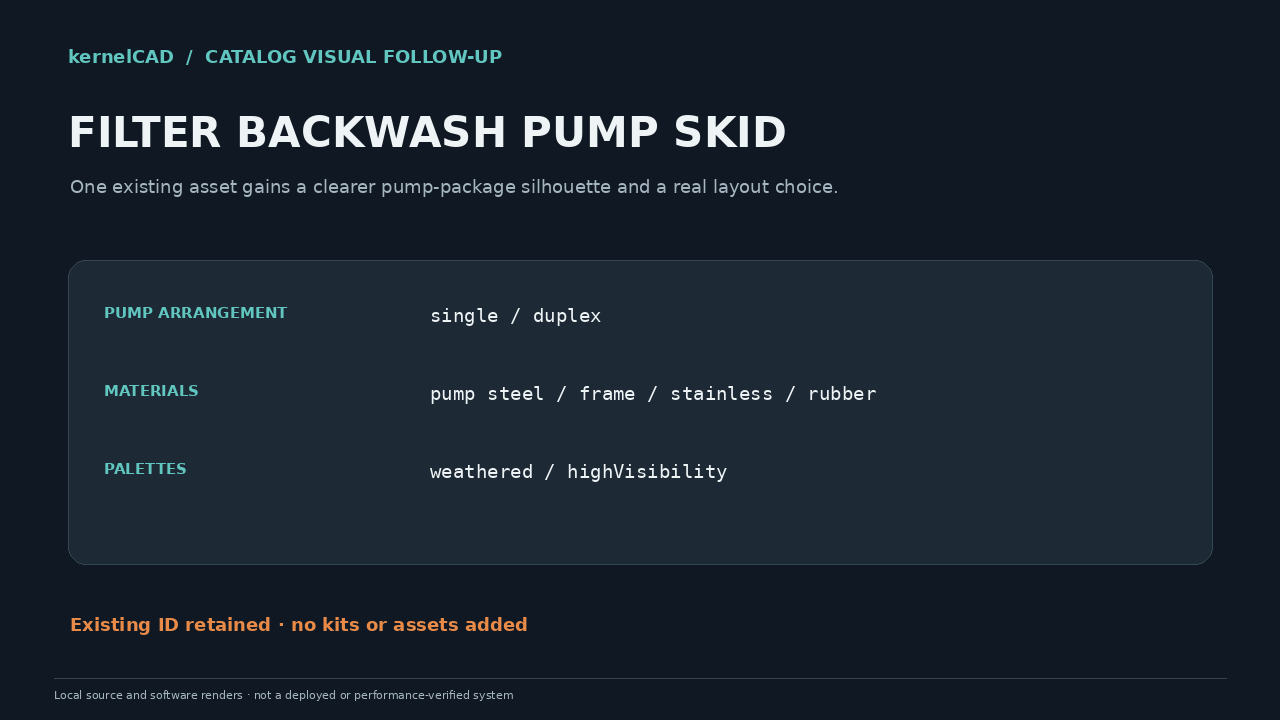 kernelCAD / CATALOG VISUAL FOLLOW-UP
FILTER BACKWASH PUMP SKID
One existing asset gains a clearer pump-package silhouette and a real layout choice.
PUMP ARRANGEMENT single / duplex
MATERIALS pump steel / frame / stainless / rubber
PALETTES weathered / highVisibility
Existing ID retained · no kits or assets added
Local source and software renders · not a deployed or performance-verified system